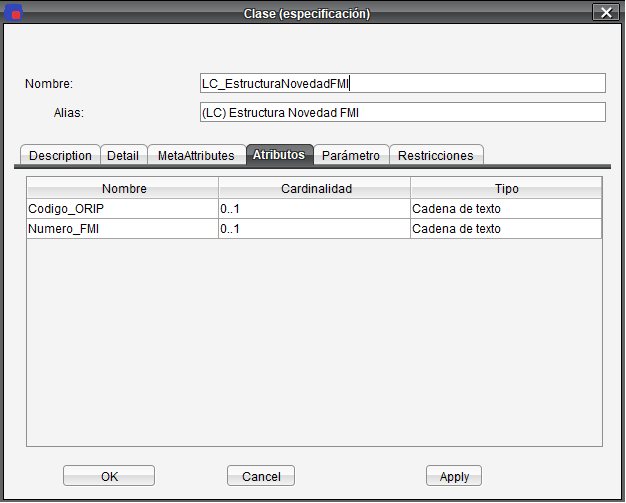 Clase (especificación)
Nombre: LC_EstructuraNovedadFMI
Alias: (LC) Estructura Novedad FMI
Description Detail MetaAttributes Atributos Parámetro Restricciones
Nombre Cardinalidad Tipo
Codigo_ORIP 0..1 Cadena de texto
Numero_FMI 0..1 Cadena de texto
OK Cancel Apply